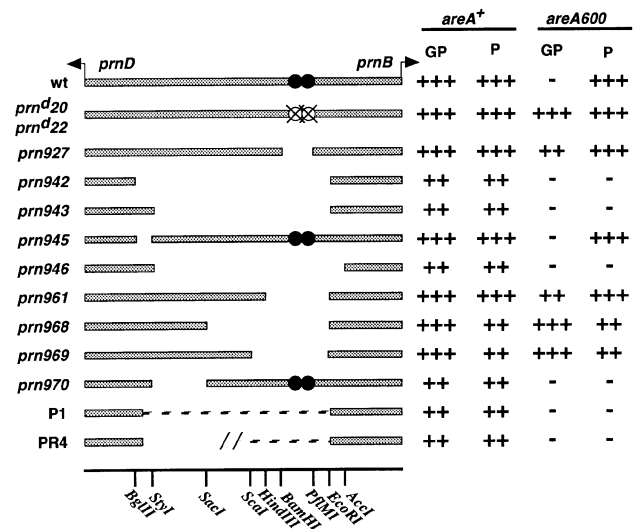 areA+ areA600
prnD prnB GP P GP P
wt +++ +++ - +++
prnd20
prnd22 +++ +++ +++ +++
prn927 +++ +++ ++ +++
prn942 ++ ++ - -
prn943 ++ ++ - -
prn945 +++ +++ - +++
prn946 ++ ++ - -
prn961 +++ +++ ++ +++
prn968 +++ ++ +++ ++
prn969 +++ ++ +++ ++
prn970 ++ ++ - -
P1 ++ ++ - -
PR4 // ++ ++ - -
BglII StyI SacI ScaI HindIII BamHI PflMI EcoRI AccI